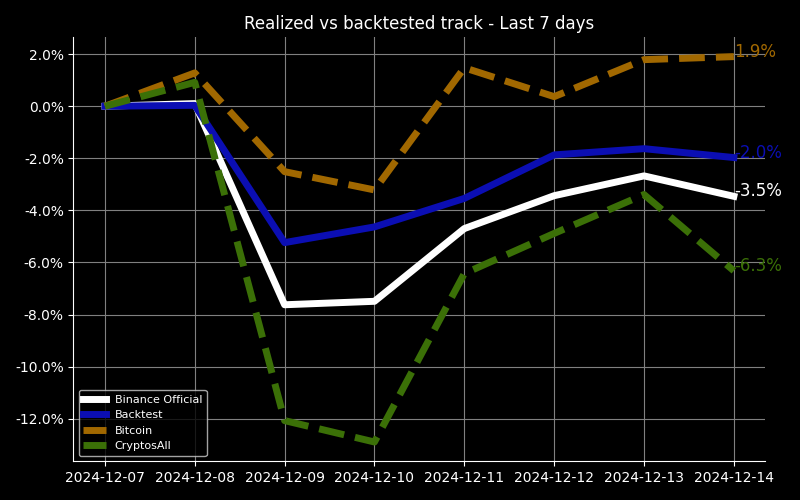 Realized vs backtested track - Last 7 days
2.0%
0.0%
-2.0%
-4.0%
-6.0%
-8.0%
-10.0%
-12.0%
1.9%
-2.0%
-3.5%
-6.3%
Binance Official
Backtest
Bitcoin
CryptosAll
2024-12-07 2024-12-08 2024-12-09 2024-12-10 2024-12-11 2024-12-12 2024-12-13 2024-12-14